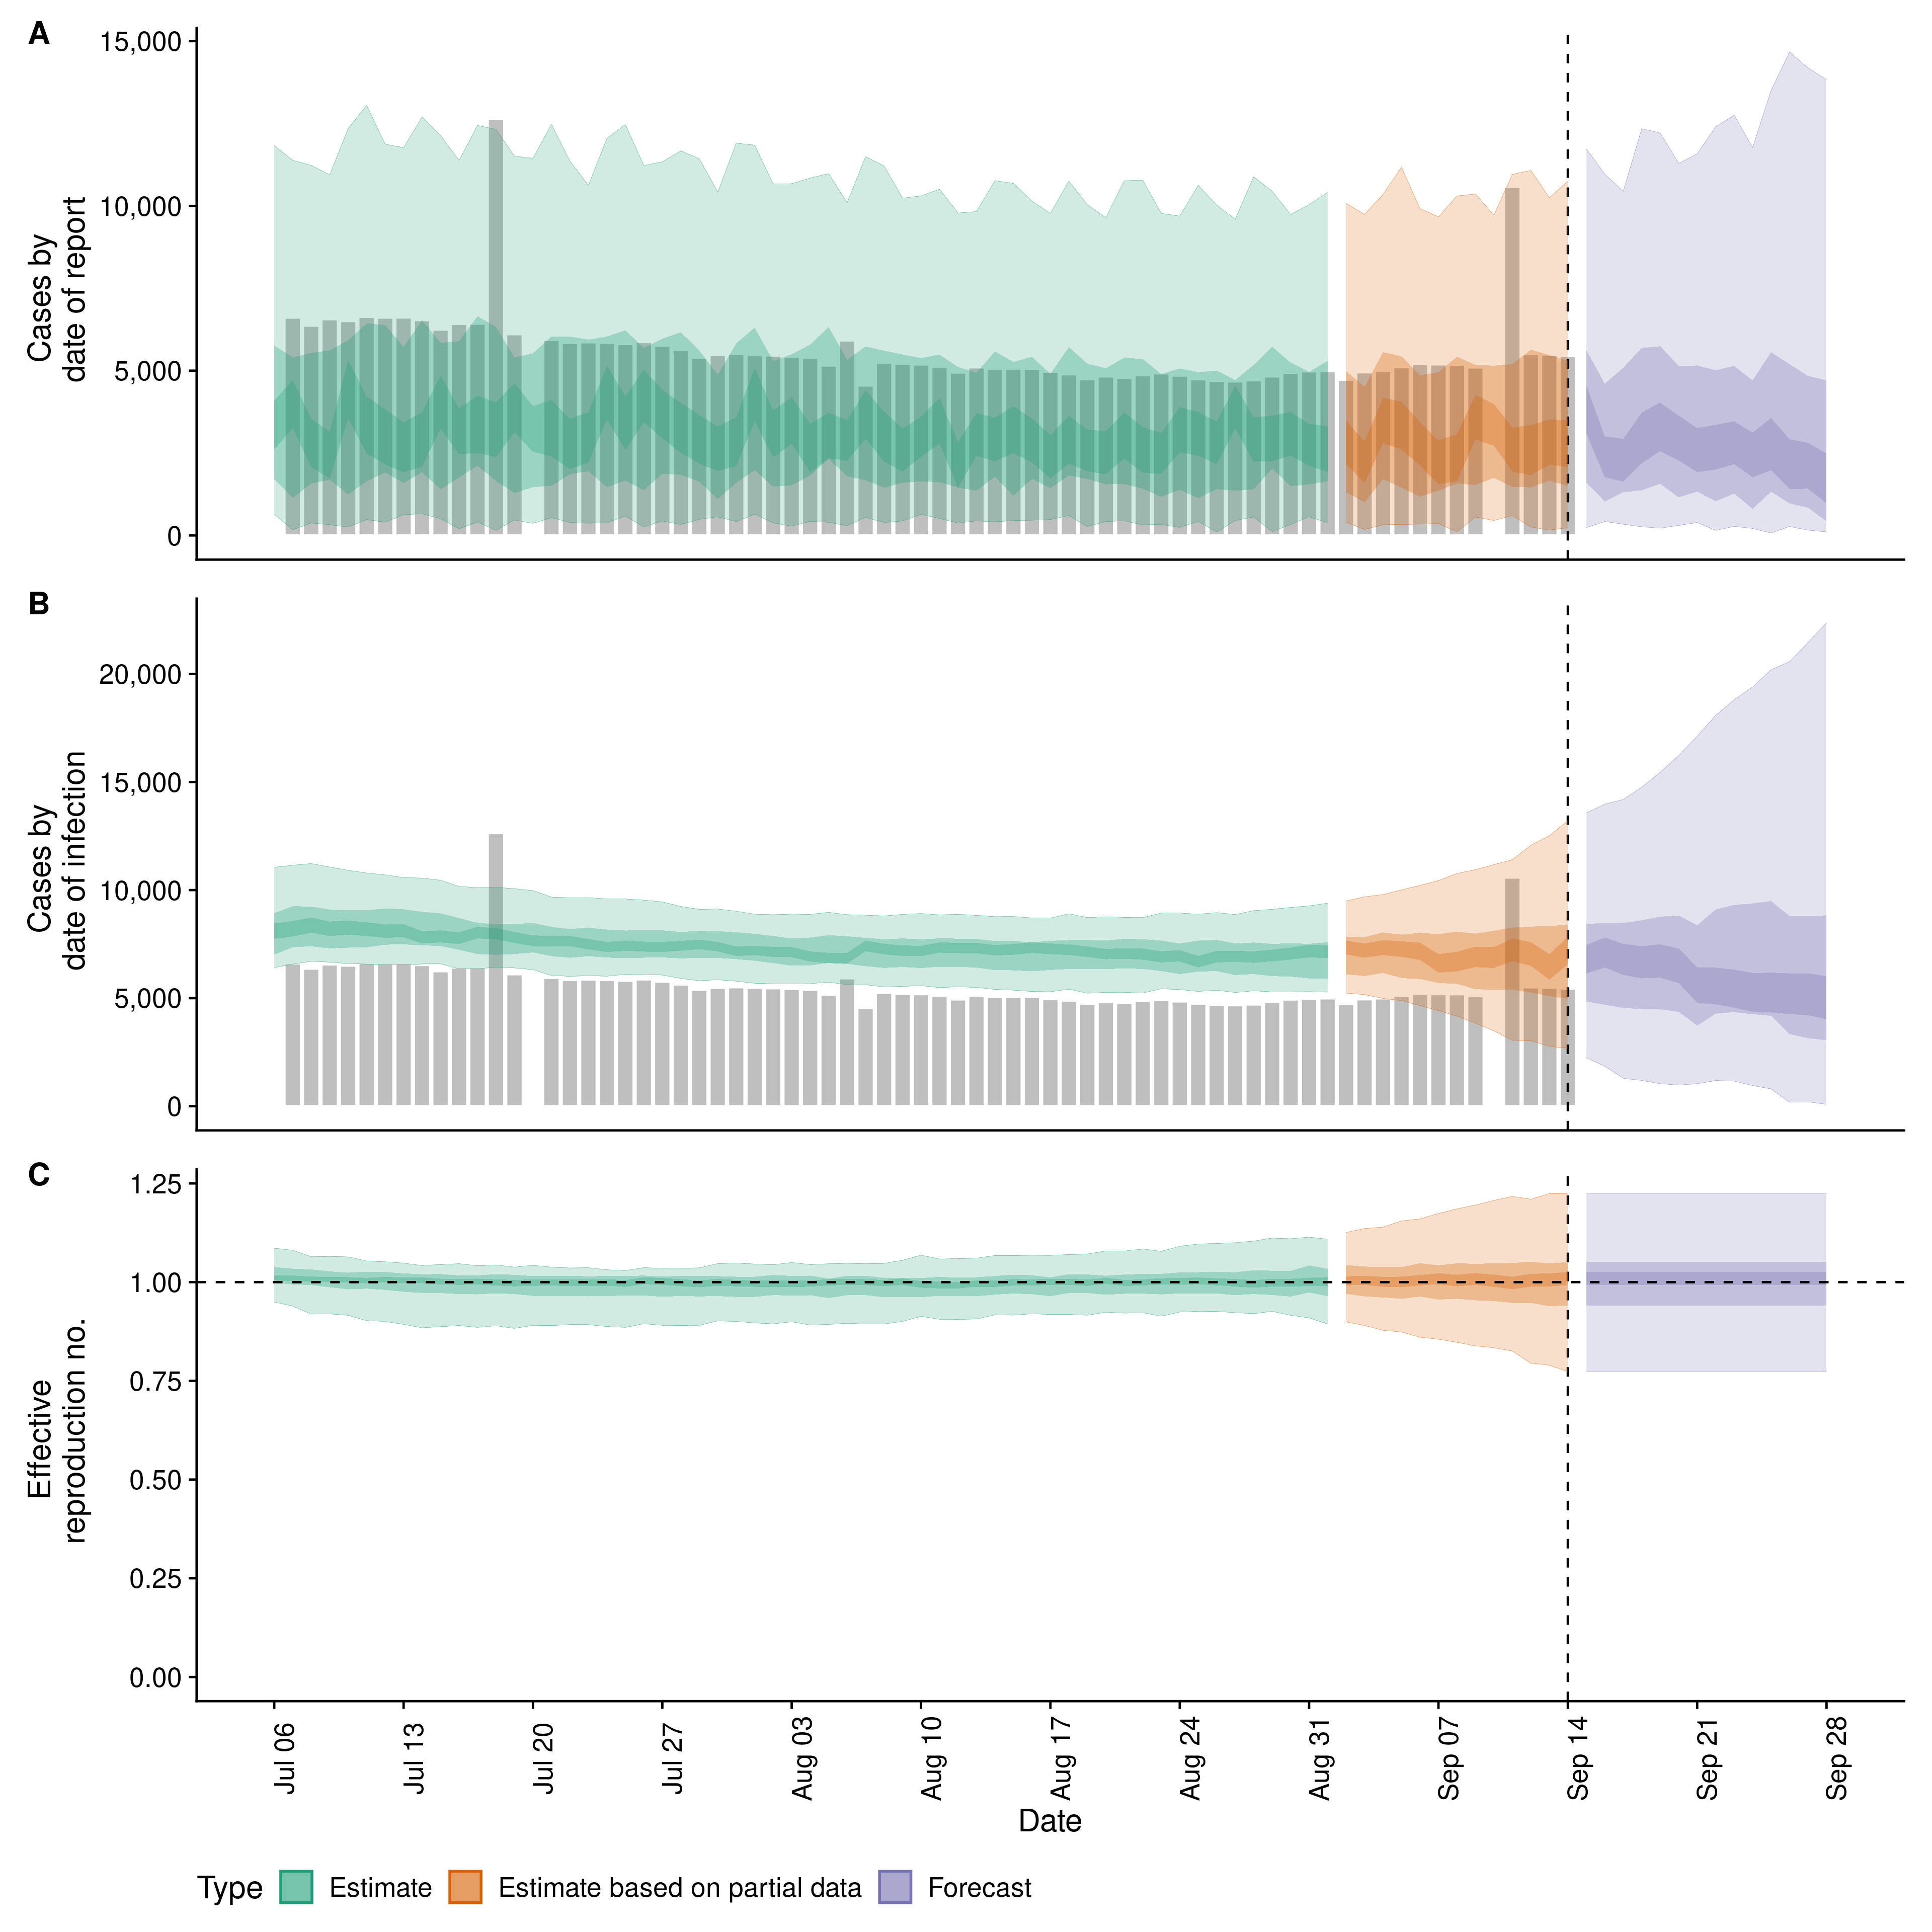 A
15,000
10,000
5,000
0
Cases by
date of report
B
20,000
15,000
10,000
5,000
0
Cases by
date of infection
C
1.25
1.00
0.75
0.50
0.25
0.00
Effective
reproduction no.
Jul 06
Jul 13
Jul 20
Jul 27
Aug 03
Aug 10
Aug 17
Aug 24
Aug 31
Sep 07
Sep 14
Sep 21
Sep 28
Date
Type
Estimate
Estimate based on partial data
Forecast